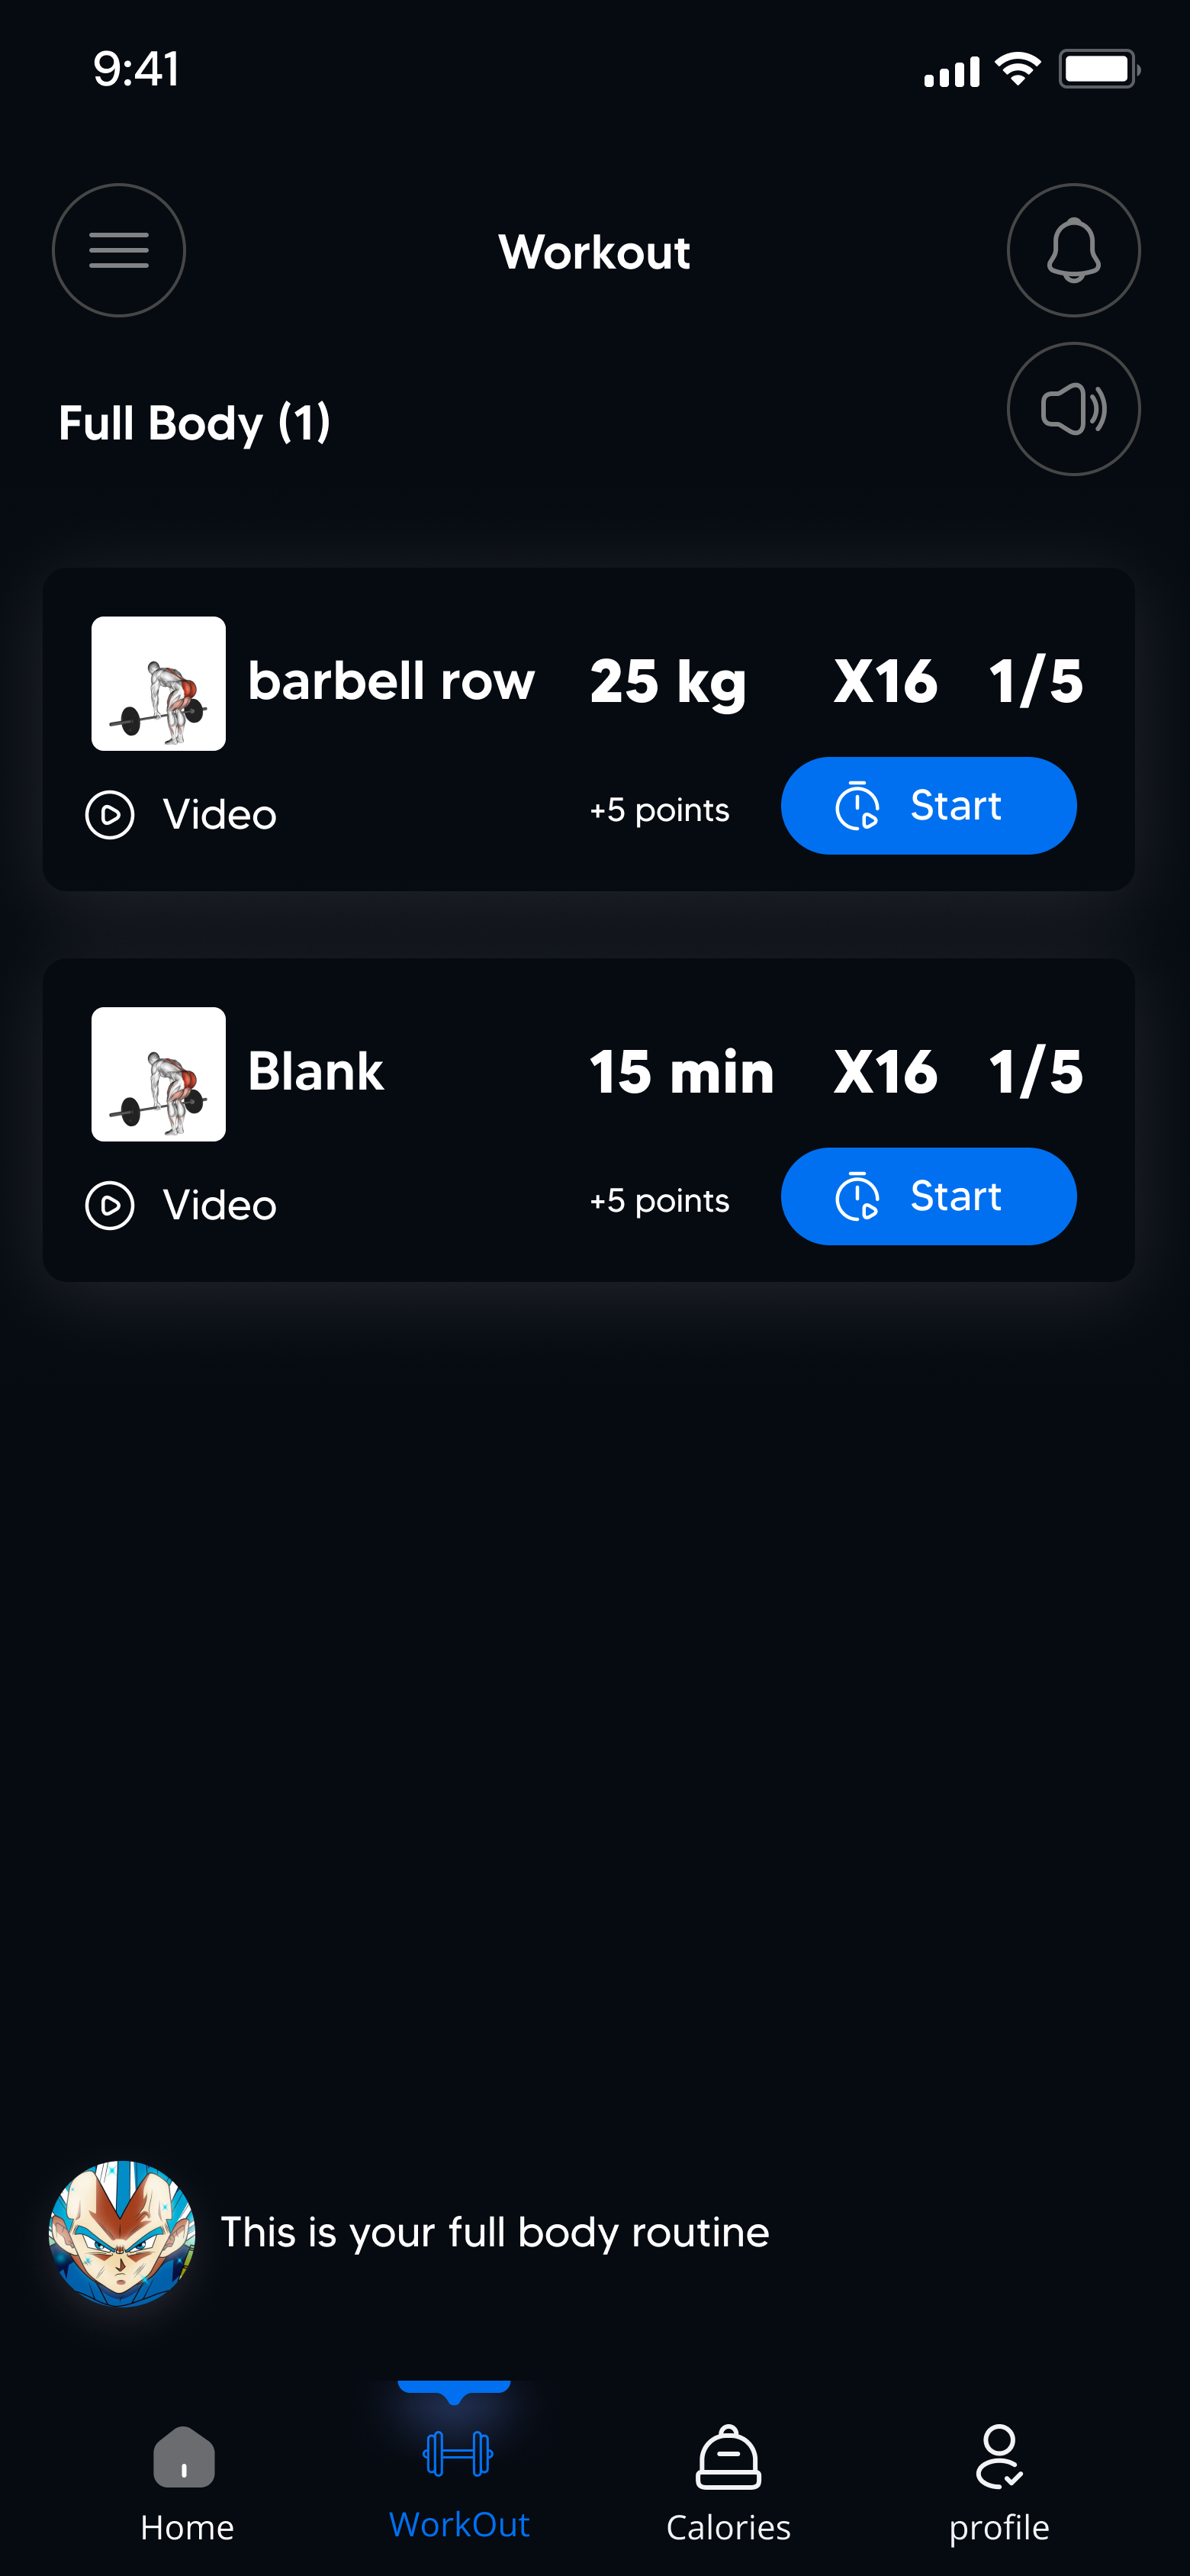 9:41
Workout
Full Body (1)
barbell row 25 kg X16 1/5
Video +5 points Start
Blank 15 min X16 1/5
Video +5 points Start
This is your full body routine
Home WorkOut Calories profile